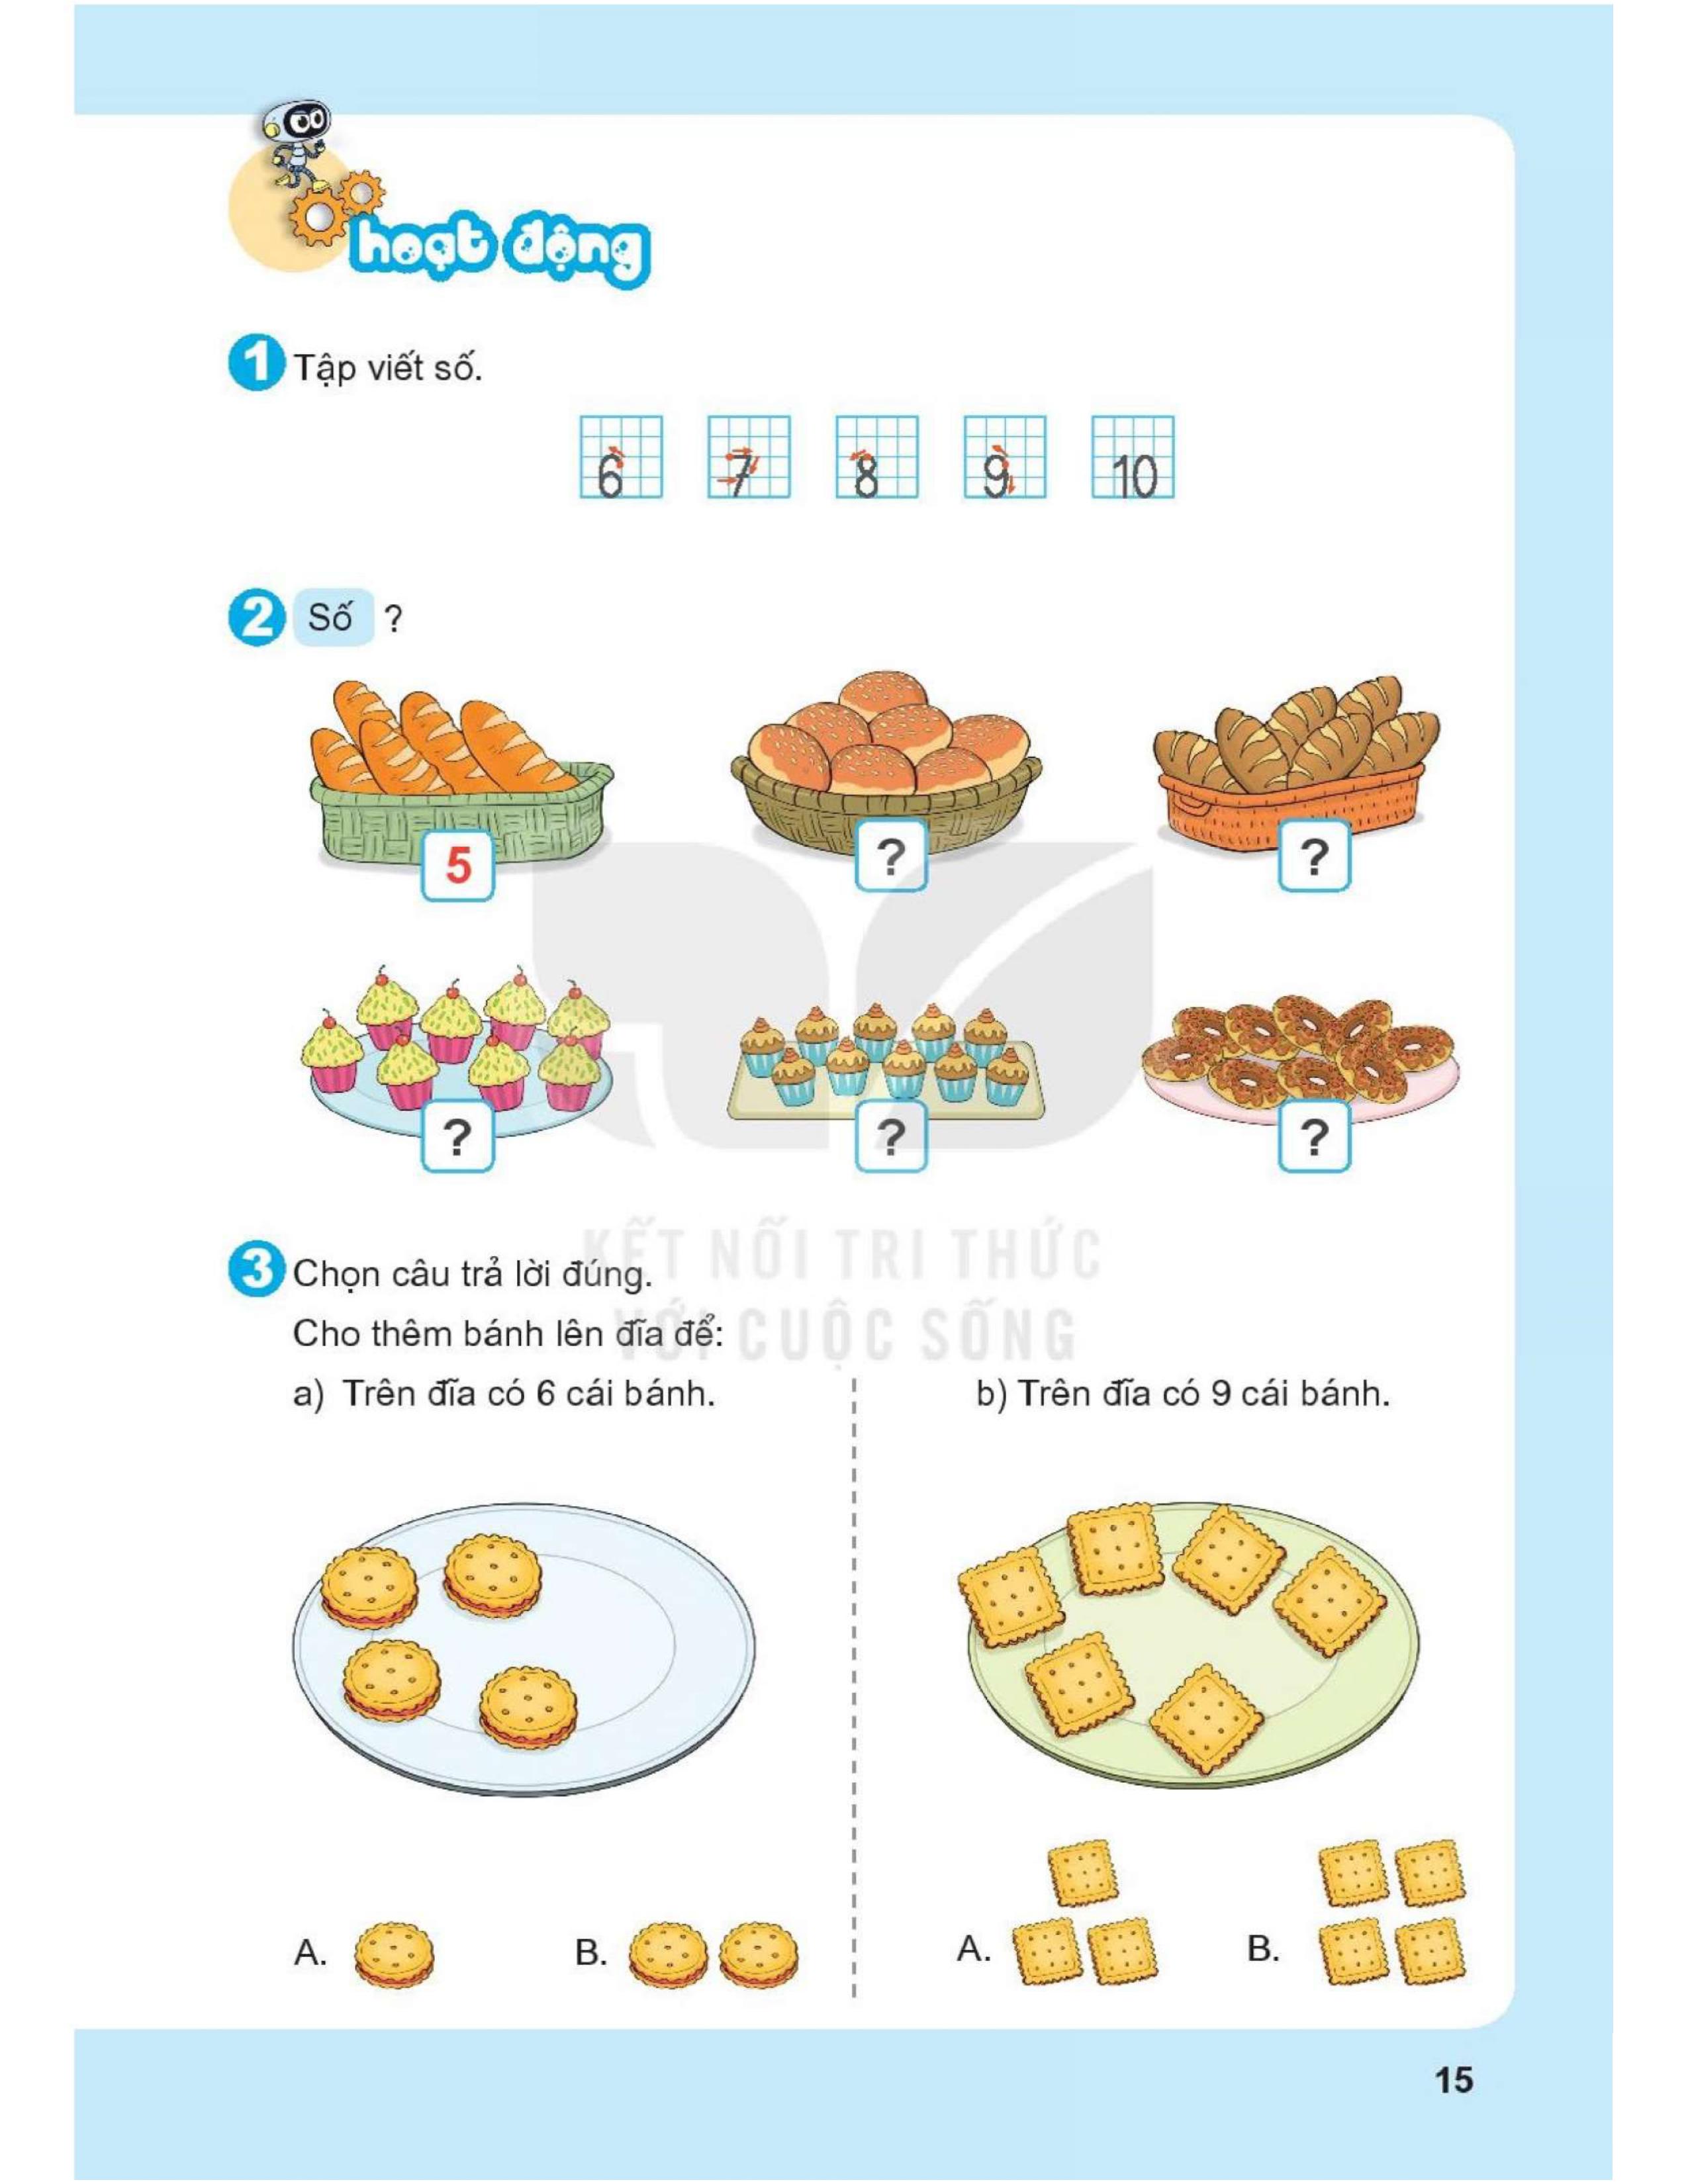 hoạt động
1 Tập viết số.
6 7 8 9 10
2 Số ?
5 ? ?
? ? ?
KẾT NỐI TRI THỨC
VỚI CUỘC SỐNG
3 Chọn câu trả lời đúng.
Cho thêm bánh lên đĩa để:
a) Trên đĩa có 6 cái bánh.
b) Trên đĩa có 9 cái bánh.
A. B.
A. B.
15